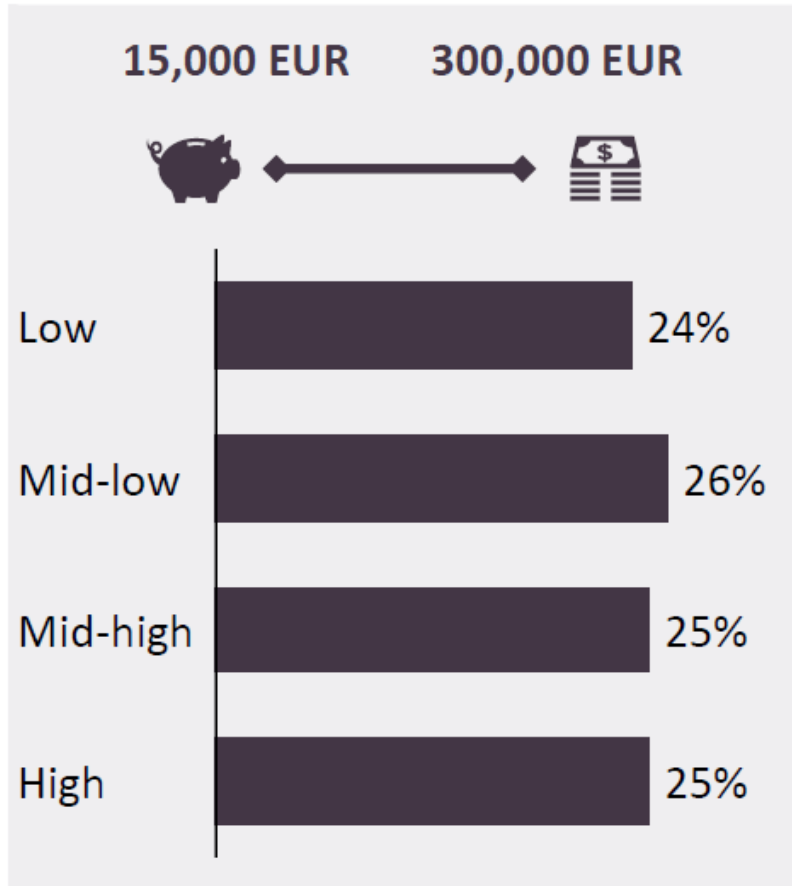 15,000 EUR 300,000 EUR
$
Low 24%
Mid-low 26%
Mid-high 25%
High 25%